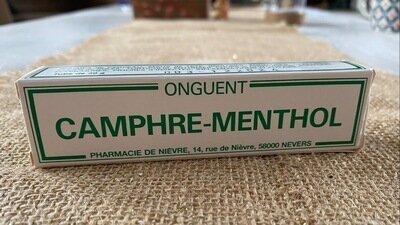 ONGUENT
CAMPHRE-MENTHOL
PHARMACIE DE NIÈVRE, 14, rue de Nièvre, 58000 NEVERS